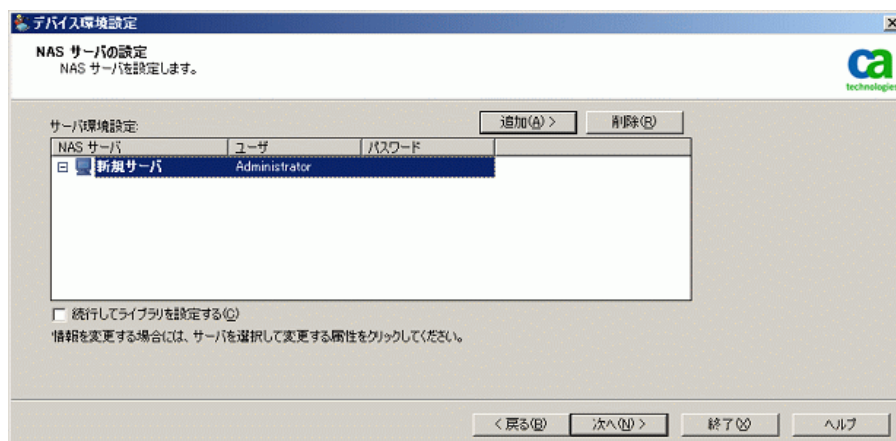 デバイス環境設定
NAS サーバの設定
NAS サーバを設定します。
ca
technologies
サーバ環境設定:
追加(A) >
削除(R)
NAS サーバ ユーザ パスワード
新規サーバ Administrator
続行してライブラリを設定する(C)
情報を変更する場合には、サーバを選択して変更する属性をクリックしてください。
< 戻る(B) 次へ(N) > 終了(X) ヘルプ